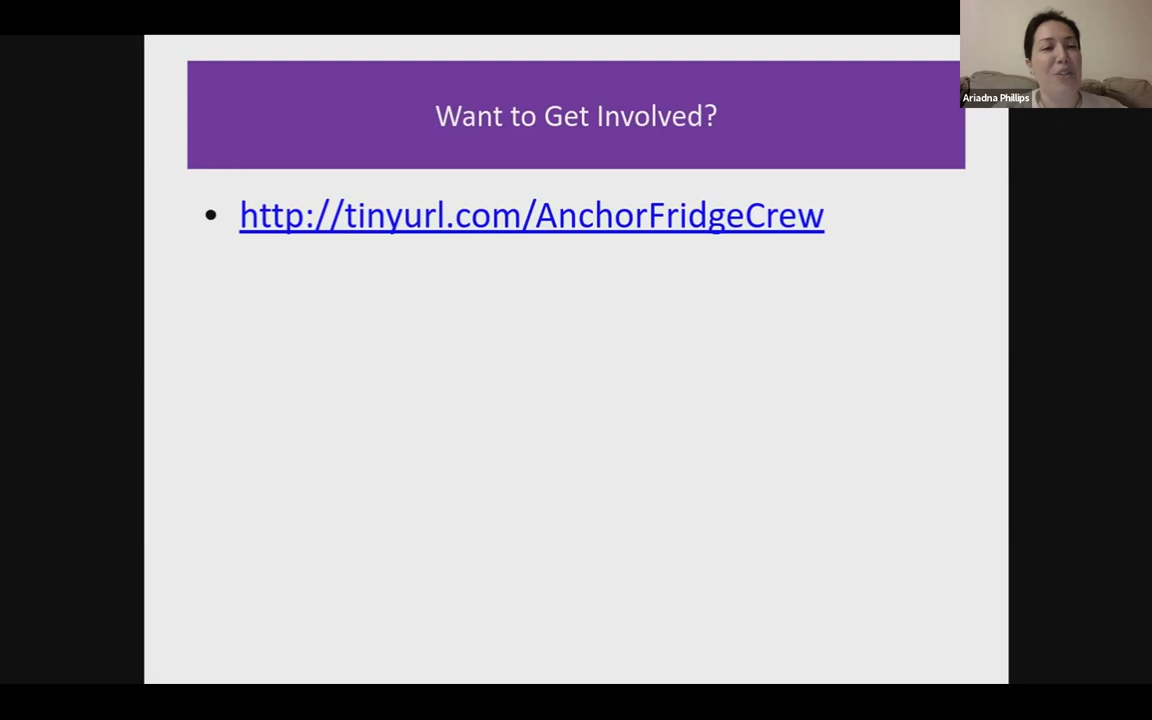 Want to Get Involved?
Ariadna Phillips
• http://tinyurl.com/AnchorFridgeCrew